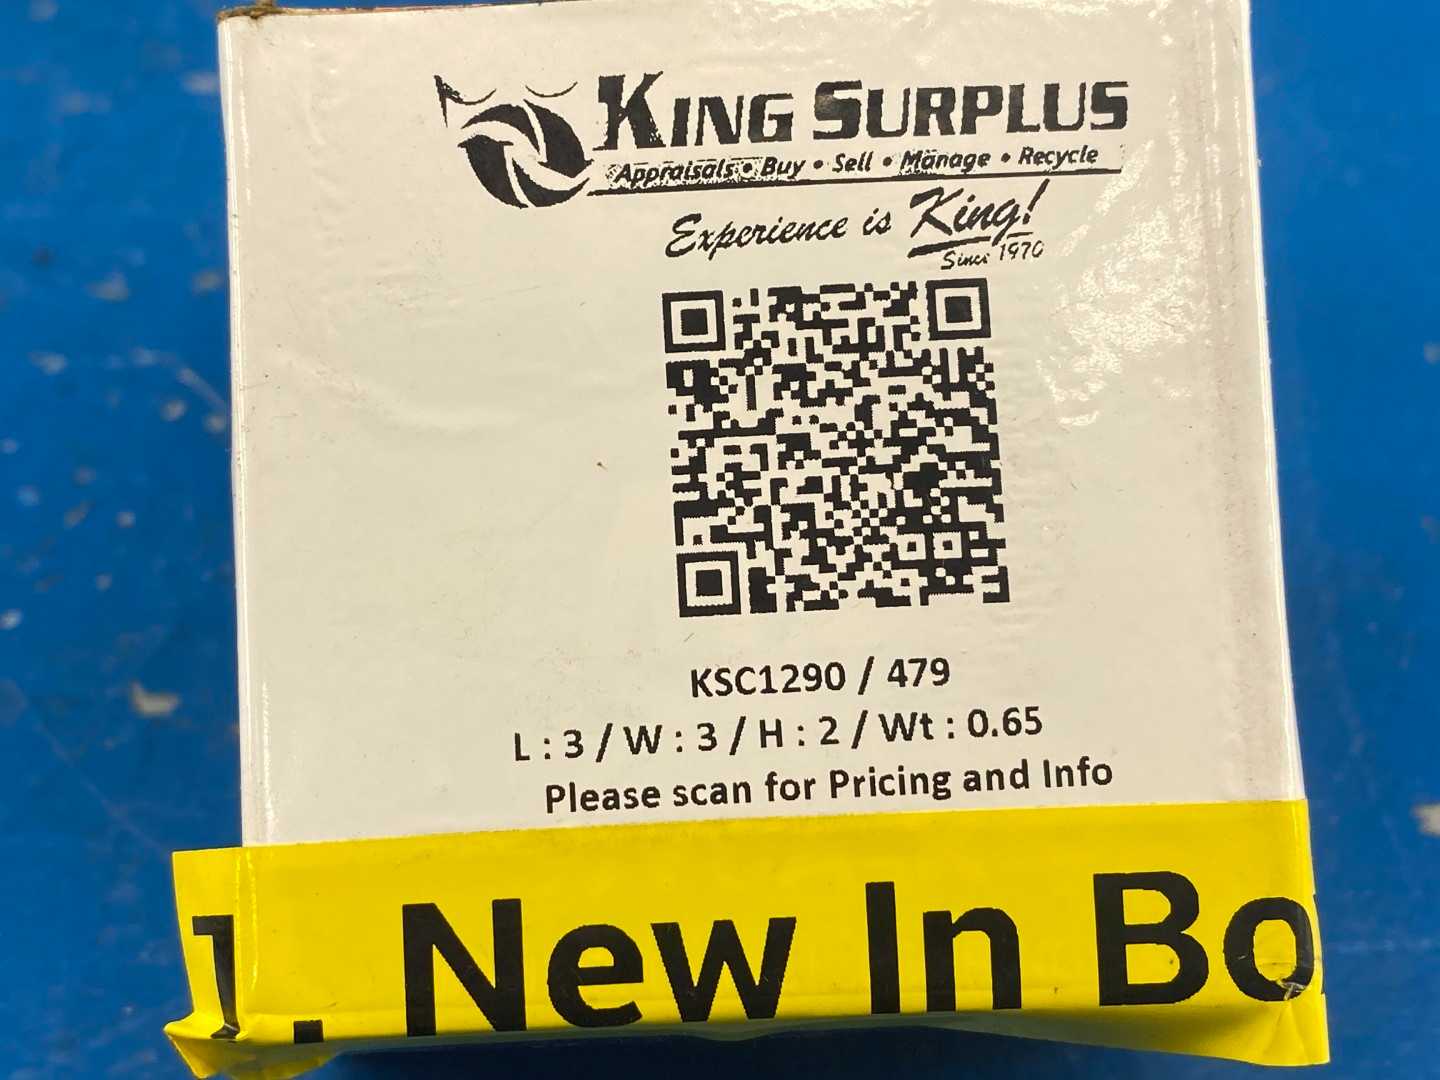 KING SURPLUS
Appraisals • Buy • Sell • Manage • Recycle
Experience is King!
Since 1970
KSC1290 / 479
L : 3 / W : 3 / H : 2 / Wt : 0.65
Please scan for Pricing and Info
1. New In Bo